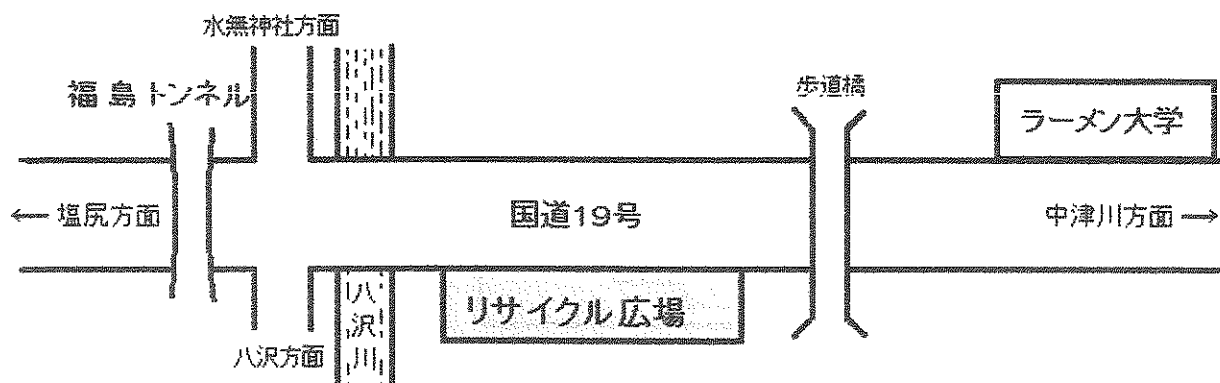 水無神社方面
福島トンネル
歩道橋
ラーメン大学
←塩尻方面
国道19号
中津川方面→
リサイクル広場
八沢川
八沢方面